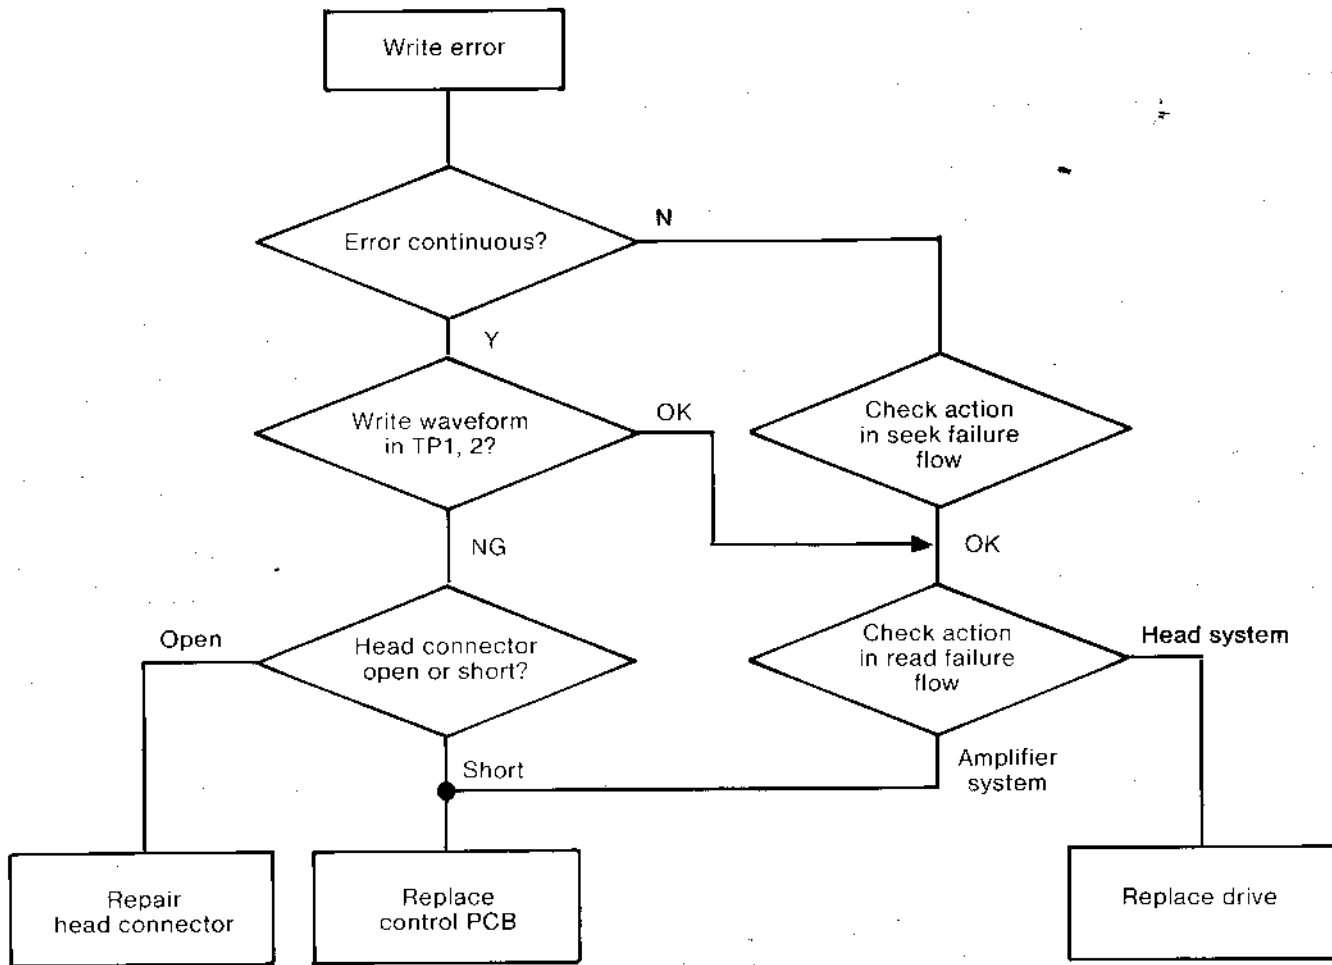 Write error
N
Error continuous?
Y
Write waveform
in TP1, 2?
OK
Check action
in seek failure
flow
NG
OK
Open
Head connector
open or short?
Check action
in read failure
flow
Head system
Short
Amplifier
system
Repair
head connector
Replace
control PCB
Replace drive